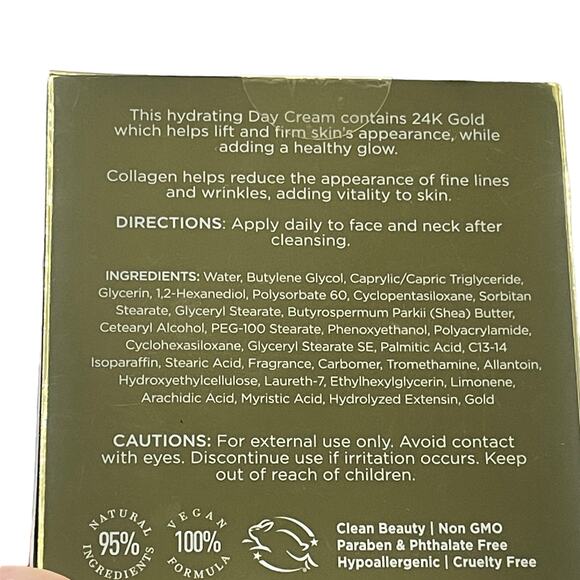 This hydrating Day Cream contains 24K Gold
which helps lift and firm skin's appearance, while
adding a healthy glow.
Collagen helps reduce the appearance of fine lines
and wrinkles, adding vitality to skin.
DIRECTIONS: Apply daily to face and neck after
cleansing.
INGREDIENTS: Water, Butylene Glycol, Caprylic/Capric Triglyceride,
Glycerin, 1,2-Hexanediol, Polysorbate 60, Cyclopentasiloxane, Sorbitan
Stearate, Glyceryl Stearate, Butyrospermum Parkii (Shea) Butter,
Cetearyl Alcohol, PEG-100 Stearate, Phenoxyethanol, Polyacrylamide,
Cyclohexasiloxane, Glyceryl Stearate SE, Palmitic Acid, C13-14
Isoparaffin, Stearic Acid, Fragrance, Carbomer, Tromethamine, Allantoin,
Hydroxyethylcellulose, Laureth-7, Ethylhexylglycerin, Limonene,
Arachidic Acid, Myristic Acid, Hydrolyzed Extensin, Gold
CAUTIONS: For external use only. Avoid contact
with eyes. Discontinue use if irritation occurs. Keep
out of reach of children.
NATURAL
95%
INGREDIENTS
VEGAN
100%
FORMULA
Clean Beauty | Non GMO
Paraben & Phthalate Free
Hypoallergenic | Cruelty Free